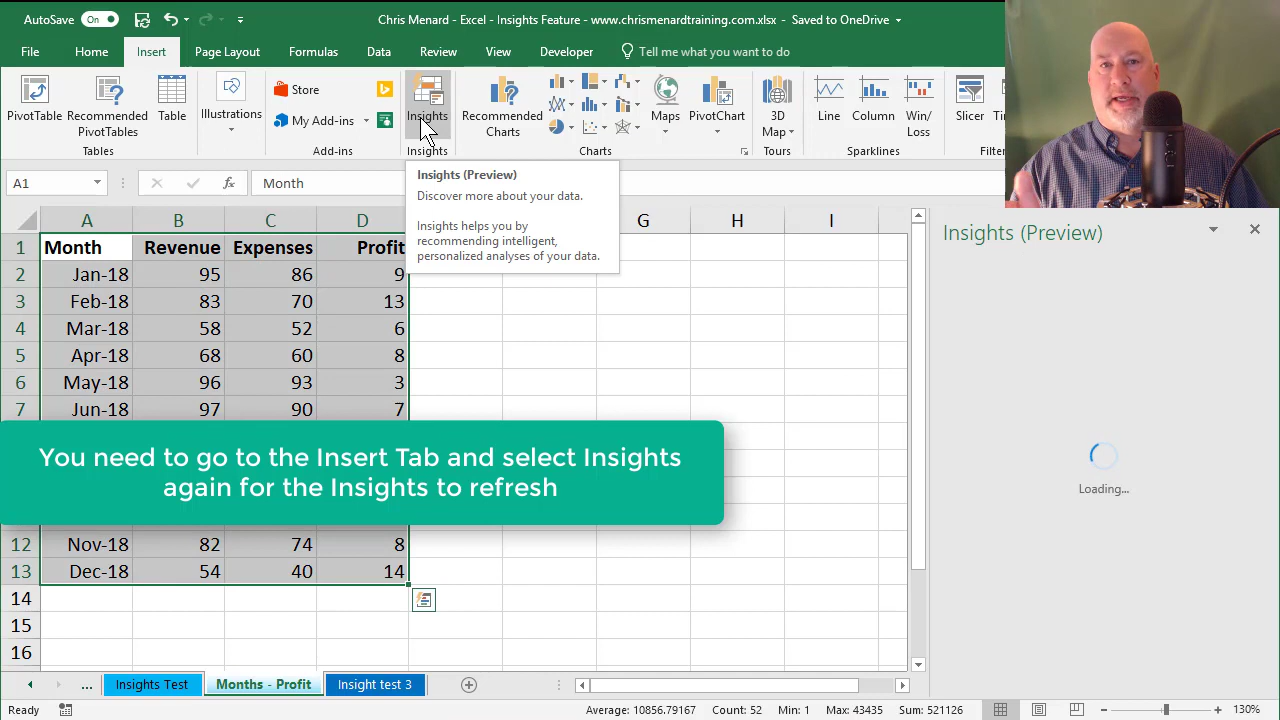 AutoSave On
Chris Menard - Excel - Insights Feature - www.chrismenardtraining.com.xlsx - Saved to OneDrive
File Home Insert Page Layout Formulas Data Review View Developer Tell me what you want to do
PivotTable
Recommended
PivotTables
Table
Tables
Illustrations
Store
My Add-ins
Add-ins
Insights
Insights
Recommended
Charts
Maps
PivotChart
Charts
3D
Map
Tours
Line
Column
Win/
Loss
Sparklines
Slicer
Filter
A1
fx
Month
Insights (Preview)
Discover more about your data.
Insights helps you by
recommending intelligent,
personalized analyses of your data.
Insights (Preview)
Loading...
A B C D G H I
1 Month Revenue Expenses Profit
2 Jan-18 95 86 9
3 Feb-18 83 70 13
4 Mar-18 58 52 6
5 Apr-18 68 60 8
6 May-18 96 93 3
7 Jun-18 97 90 7
You need to go to the Insert Tab and select Insights
again for the Insights to refresh
12 Nov-18 82 74 8
13 Dec-18 54 40 14
14
15
16
... Insights Test Months - Profit Insight test 3
Ready
Average: 10856.79167 Count: 52 Min: 1 Max: 43435 Sum: 521126
130%